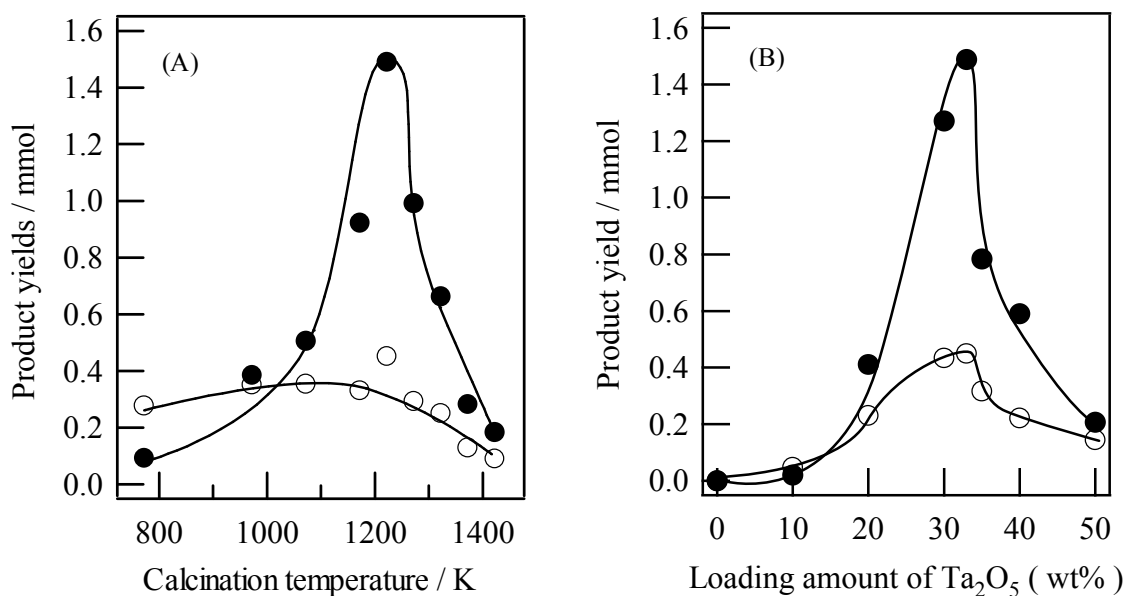 (A)
Product yields / mmol
1.6
1.4
1.2
1.0
0.8
0.6
0.4
0.2
0.0
800 1000 1200 1400
Calcination temperature / K
(B)
Product yield / mmol
1.6
1.4
1.2
1.0
0.8
0.6
0.4
0.2
0.0
0 10 20 30 40 50
Loading amount of Ta₂O₅ ( wt% )